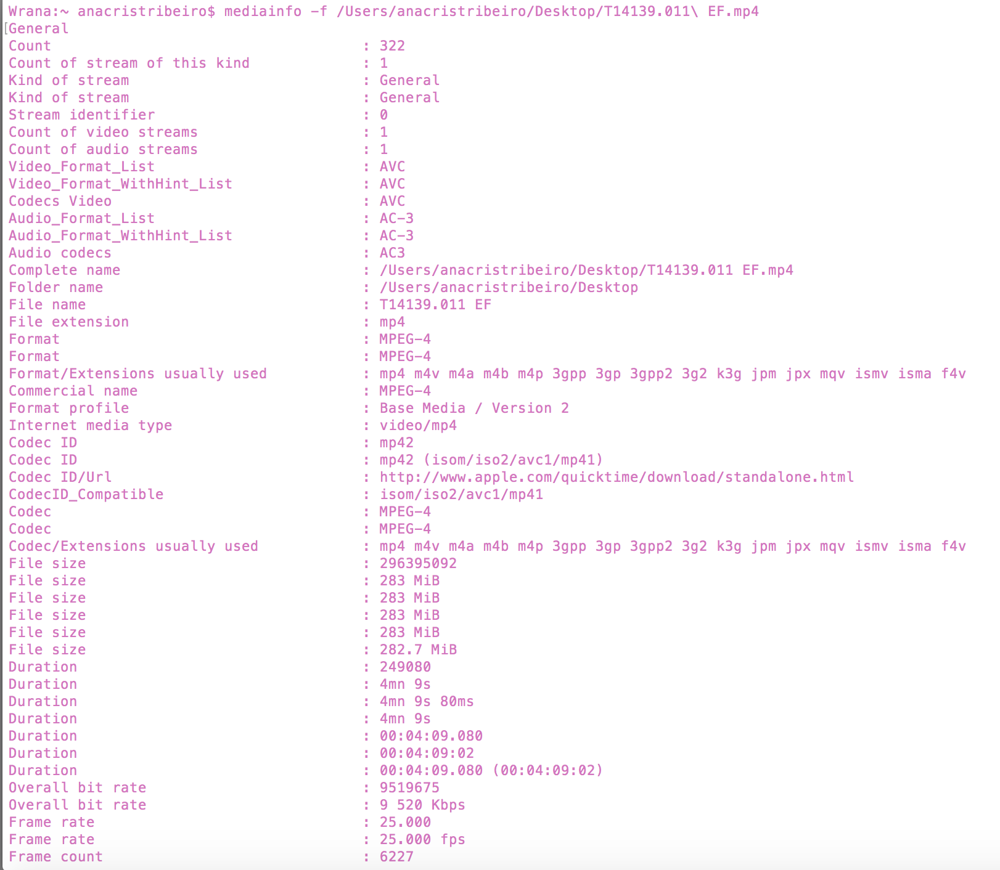 Wrana:~ anacristribeiro$ mediainfo -f /Users/anacristribeiro/Desktop/T14139.011\ EF.mp4
[General
Count : 322
Count of stream of this kind : 1
Kind of stream : General
Kind of stream : General
Stream identifier : 0
Count of video streams : 1
Count of audio streams : 1
Video_Format_List : AVC
Video_Format_WithHint_List : AVC
Codecs Video : AVC
Audio_Format_List : AC-3
Audio_Format_WithHint_List : AC-3
Audio codecs : AC3
Complete name : /Users/anacristribeiro/Desktop/T14139.011 EF.mp4
Folder name : /Users/anacristribeiro/Desktop
File name : T14139.011 EF
File extension : mp4
Format : MPEG-4
Format : MPEG-4
Format/Extensions usually used : mp4 m4v m4a m4b m4p 3gpp 3gp 3gpp2 3g2 k3g jpm jpx mqv ismv isma f4v
Commercial name : MPEG-4
Format profile : Base Media / Version 2
Internet media type : video/mp4
Codec ID : mp42
Codec ID : mp42 (isom/iso2/avc1/mp41)
Codec ID/Url : http://www.apple.com/quicktime/download/standalone.html
CodecID_Compatible : isom/iso2/avc1/mp41
Codec : MPEG-4
Codec : MPEG-4
Codec/Extensions usually used : mp4 m4v m4a m4b m4p 3gpp 3gp 3gpp2 3g2 k3g jpm jpx mqv ismv isma f4v
File size : 296395092
File size : 283 MiB
File size : 283 MiB
File size : 283 MiB
File size : 283 MiB
File size : 282.7 MiB
Duration : 249080
Duration : 4mn 9s
Duration : 4mn 9s 80ms
Duration : 4mn 9s
Duration : 00:04:09.080
Duration : 00:04:09:02
Duration : 00:04:09.080 (00:04:09:02)
Overall bit rate : 9519675
Overall bit rate : 9 520 Kbps
Frame rate : 25.000
Frame rate : 25.000 fps
Frame count : 6227